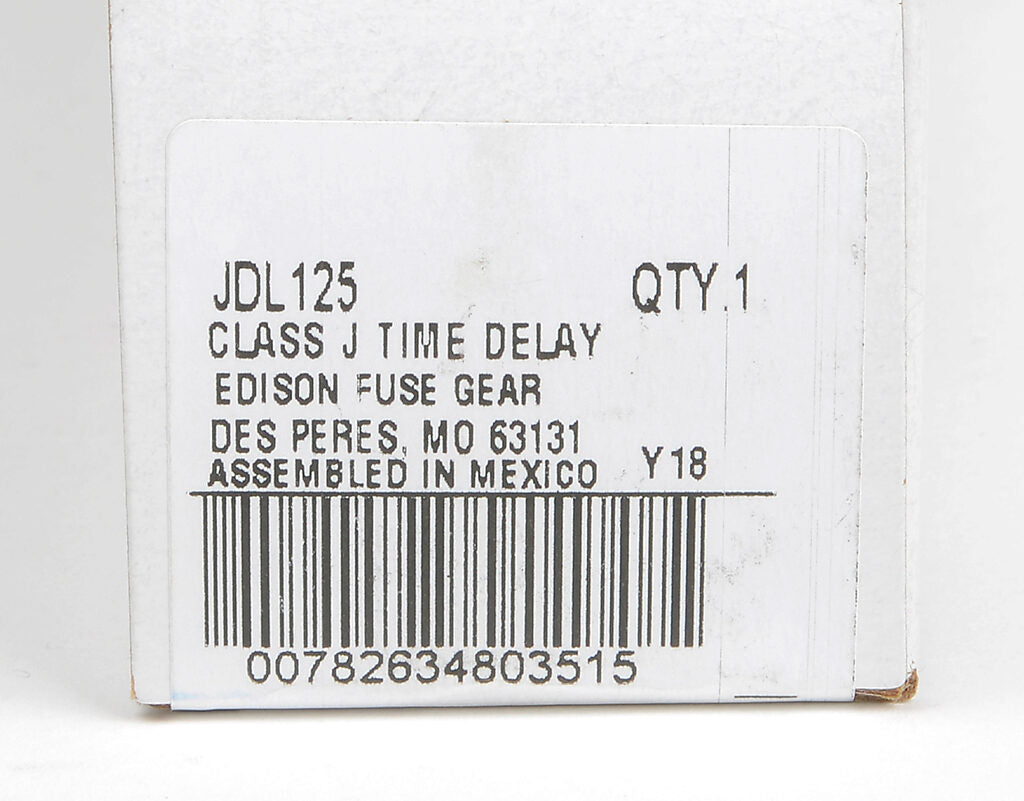 JDL125 QTY.1
CLASS J TIME DELAY
EDISON FUSE GEAR
DES PERES, MO 63131
ASSEMBLED IN MEXICO Y18
00782634803515